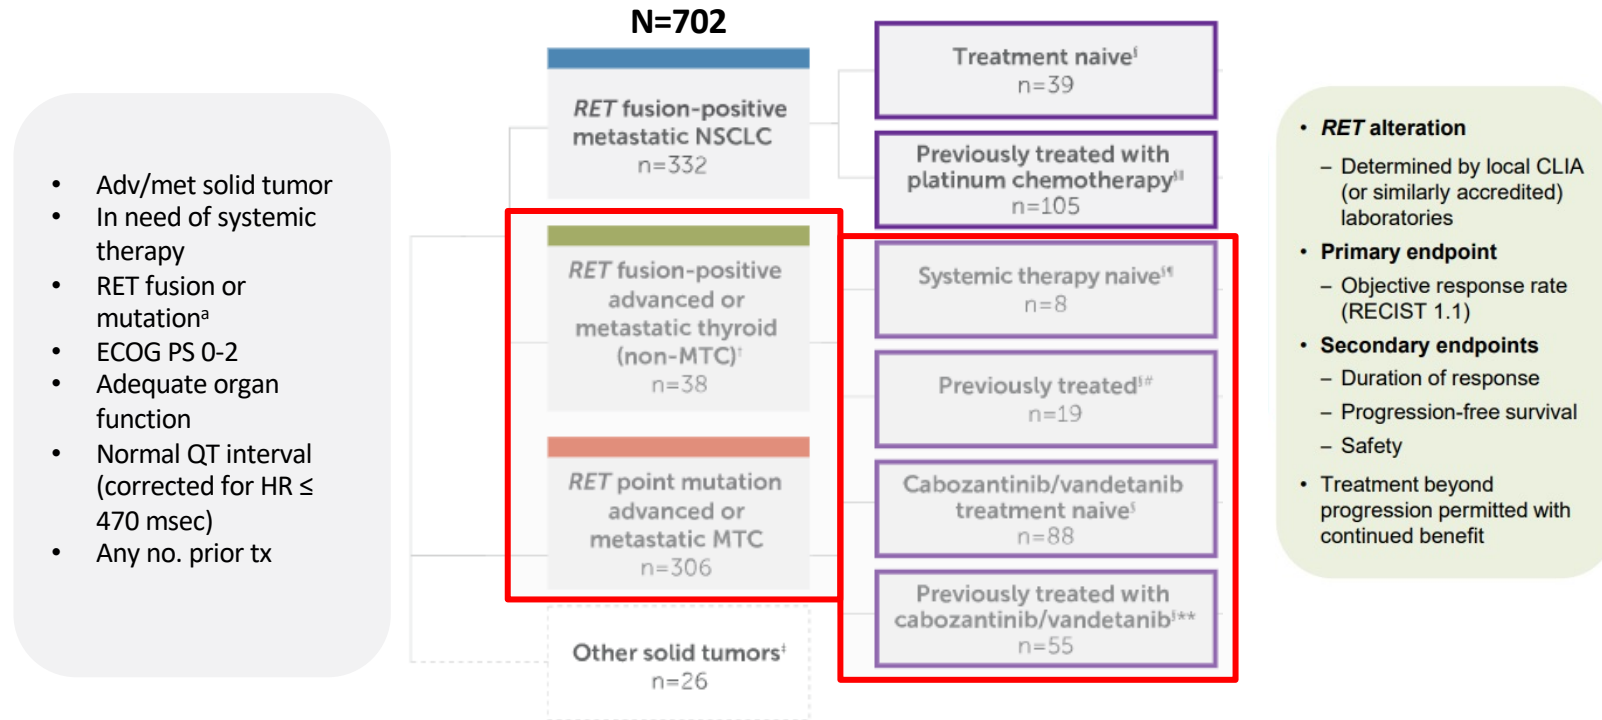 N=702
• Adv/met solid tumor
• In need of systemic
therapy
• RET fusion or
mutationᵃ
• ECOG PS 0-2
• Adequate organ
function
• Normal QT interval
(corrected for HR ≤
470 msec)
• Any no. prior tx
RET fusion-positive
metastatic NSCLC
n=332
RET fusion-positive
advanced or
metastatic thyroid
(non-MTC)†
n=38
RET point mutation
advanced or
metastatic MTC
n=306
Other solid tumors‡
n=26
Treatment naive§
n=39
Previously treated with
platinum chemotherapy§‖
n=105
Systemic therapy naive§¶
n=8
Previously treated§#
n=19
Cabozantinib/vandetanib
treatment naive§
n=88
Previously treated with
cabozantinib/vandetanib§**
n=55
• RET alteration
– Determined by local CLIA
(or similarly accredited)
laboratories
• Primary endpoint
– Objective response rate
(RECIST 1.1)
• Secondary endpoints
– Duration of response
– Progression-free survival
– Safety
• Treatment beyond
progression permitted with
continued benefit